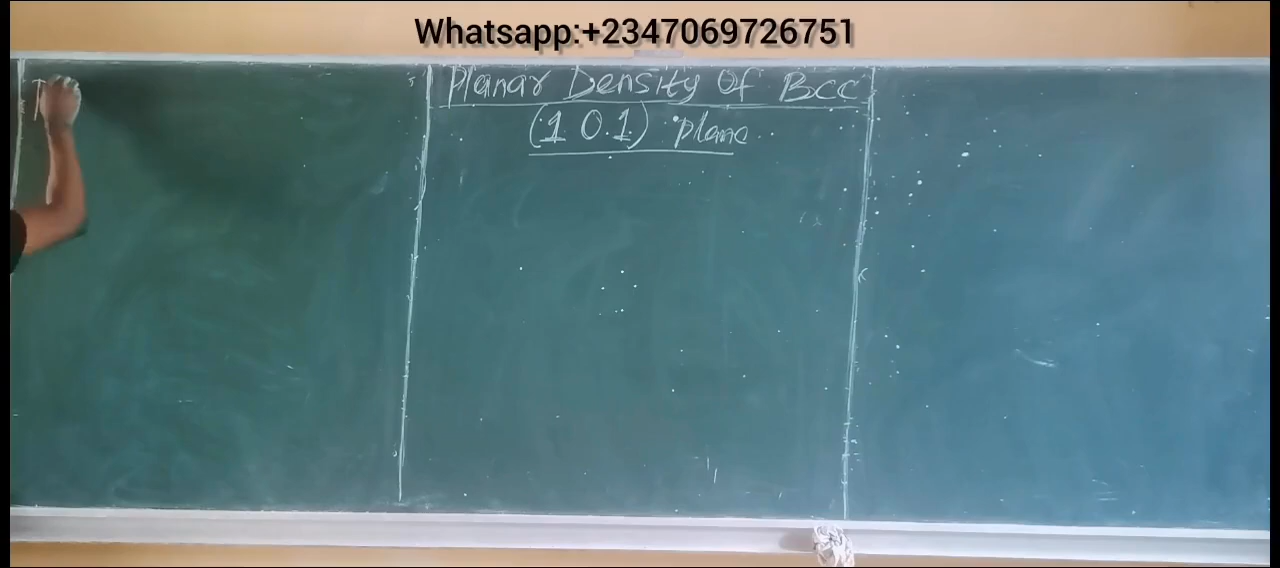 Whatsapp:+2347069726751
Planar Density Of BCC
(1 0 1) plane